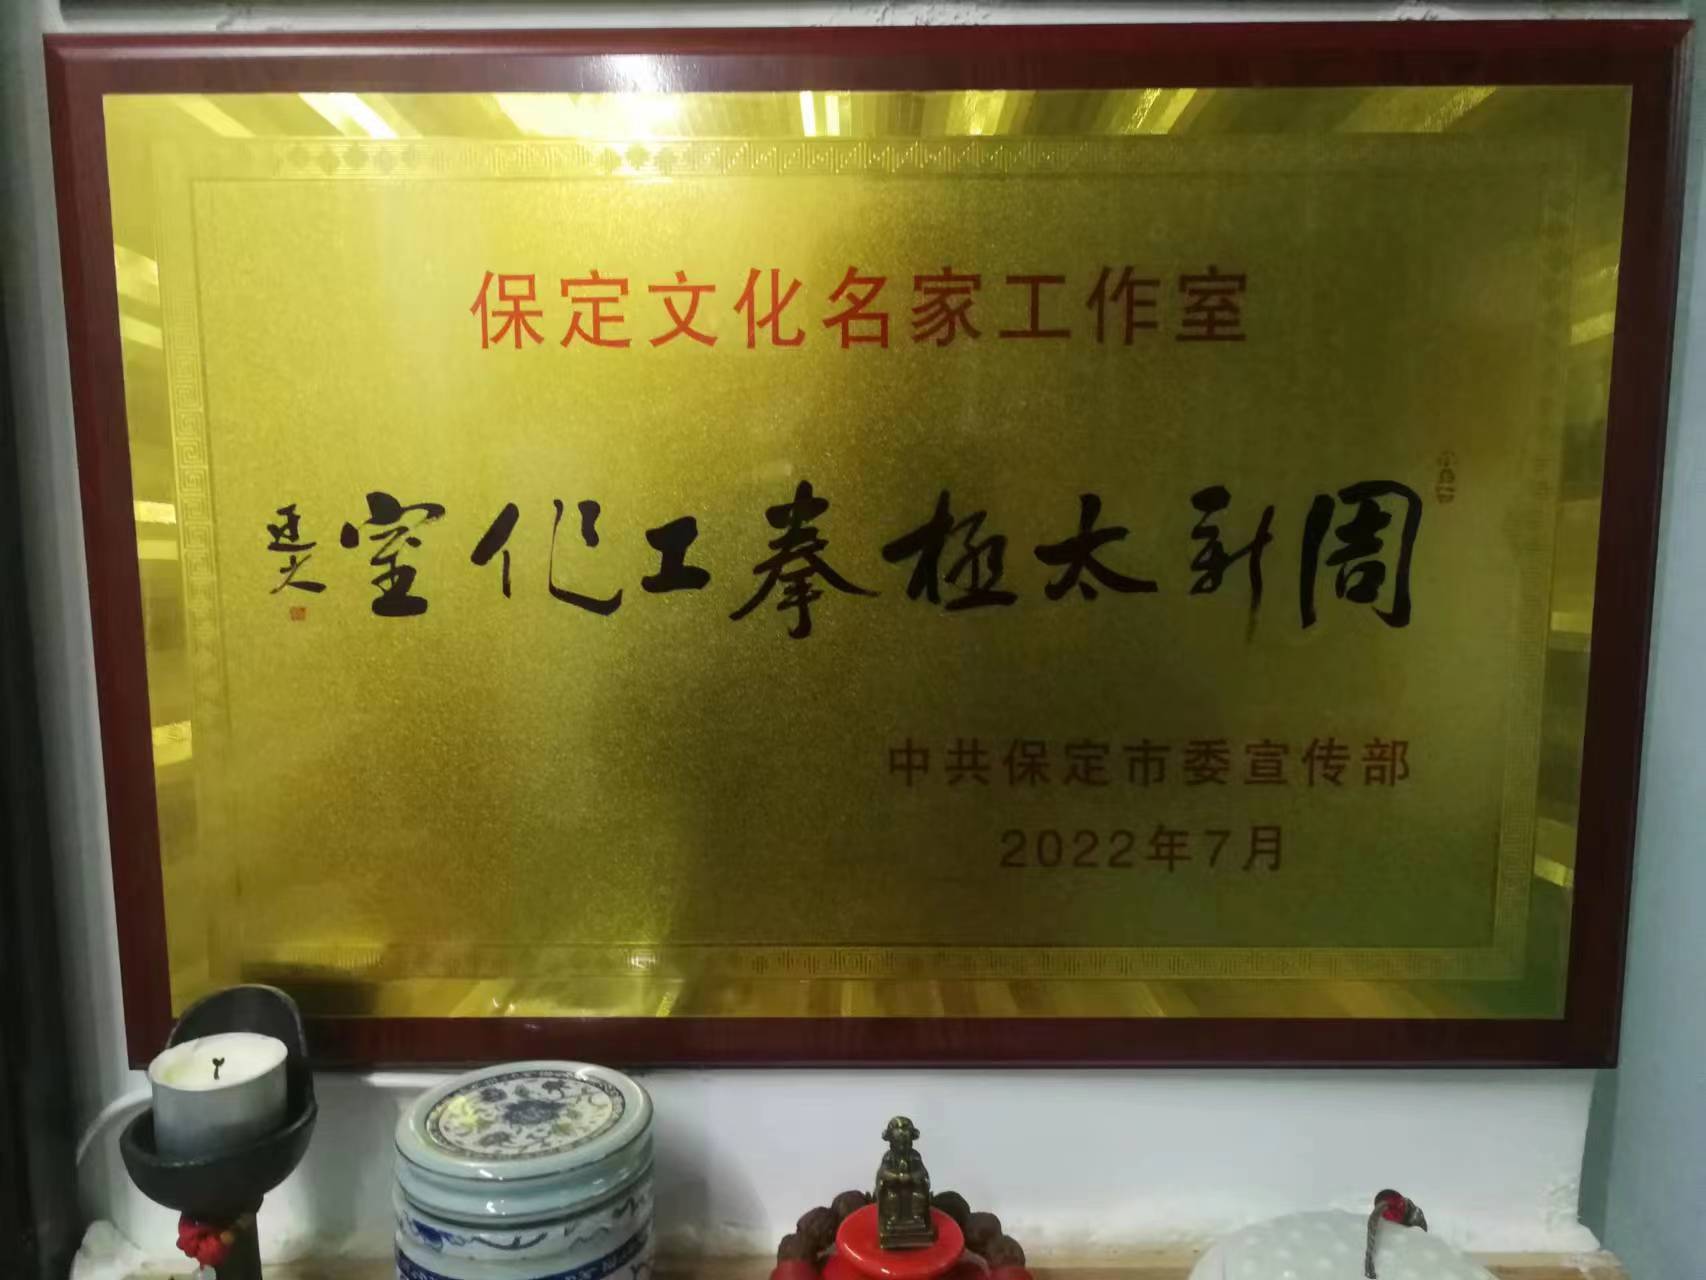 保定文化名家工作室
周新太極拳工作室
中共保定市委宣传部
2022年7月